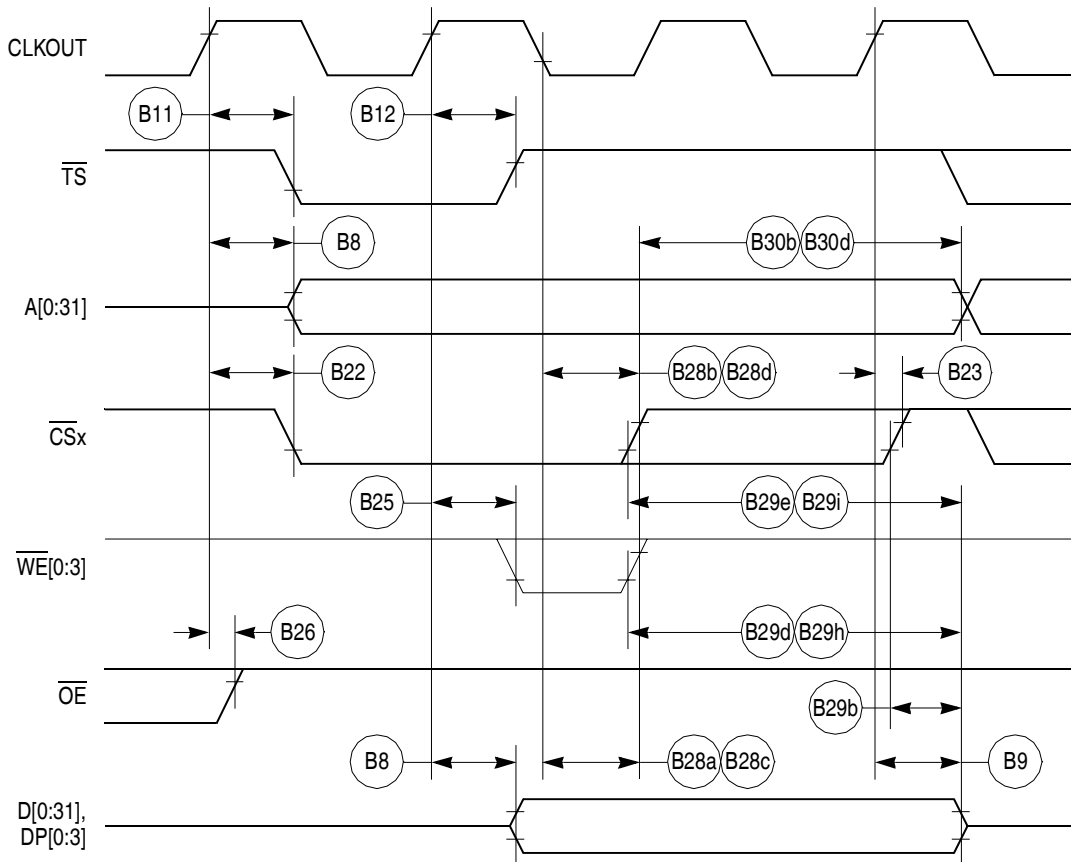 CLKOUT
B11
B12
TS
B8
B30b B30d
A[0:31]
B22
B28b B28d
B23
CSx
B25
B29e B29i
WE[0:3]
B26
B29d B29h
OE
B29b
B8
B28a B28c
B9
D[0:31],
DP[0:3]